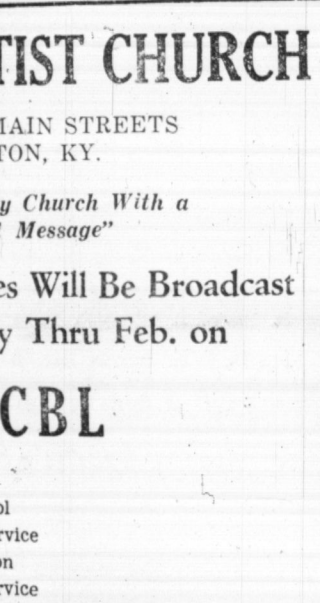 TIST CHURCH
MAIN STREETS
TON, KY.
y Church With a
Message"
es Will Be Broadcast
y Thru Feb. on
CBL
ol
rvice
on
rvice